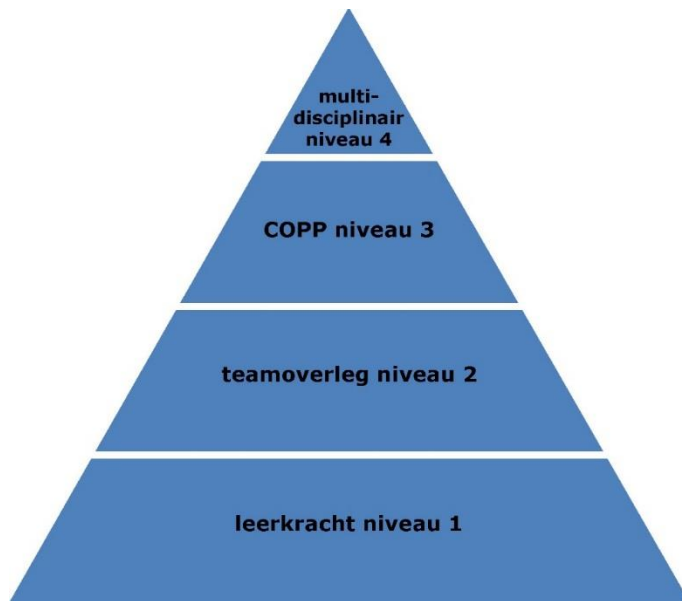 multi-
disciplinair
niveau 4
COPP niveau 3
teamoverleg niveau 2
leerkracht niveau 1